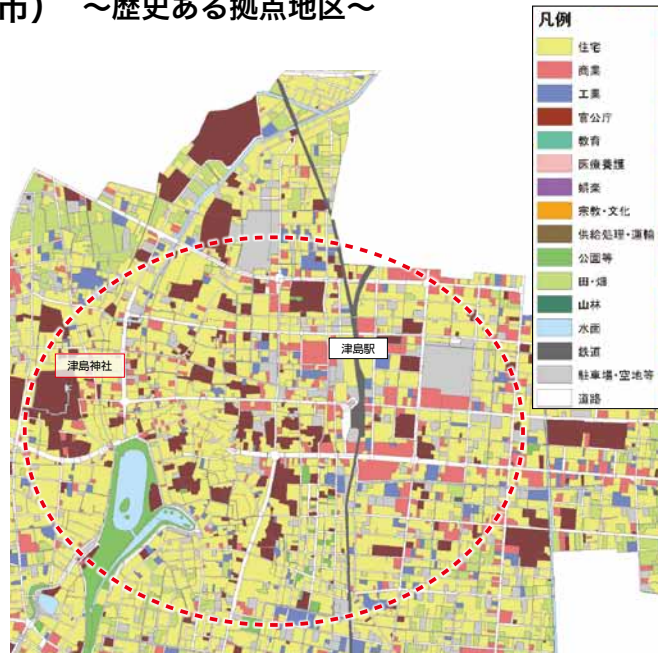 市) ~歴史ある拠点地区~
凡例
住宅
商業
工業
官公庁
教育
医療養護
娯楽
宗教・文化
供給処理・運輸
公園等
田・畑
山林
水面
鉄道
駐車場・空地等
道路
津島駅
津島神社